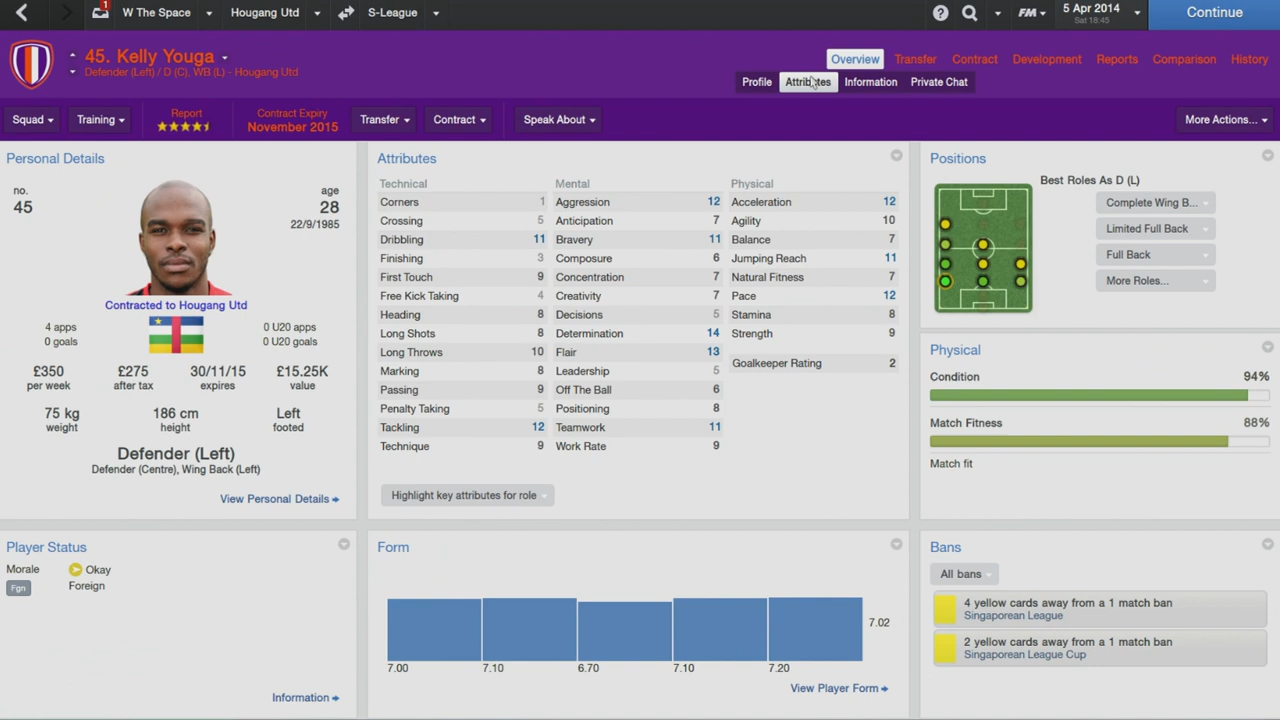 1
W The Space
Hougang Utd
S-League
FM
5 Apr 2014
Sat 18:45
Continue
45. Kelly Youga
Defender (Left) / D (C), WB (L) - Hougang Utd
Overview
Transfer
Contract
Development
Reports
Comparison
History
Profile
Attributes
Information
Private Chat
Squad
Training
Report
Contract Expiry
November 2015
Transfer
Contract
Speak About
More Actions...
Personal Details
no.
45
age
28
22/9/1985
Contracted to Hougang Utd
4 apps
0 goals
0 U20 apps
0 U20 goals
£350
per week
£275
after tax
30/11/15
expires
£15.25K
value
75 kg
weight
186 cm
height
Left
footed
Defender (Left)
Defender (Centre), Wing Back (Left)
View Personal Details
Attributes
Technical
Corners 1
Crossing 5
Dribbling 11
Finishing 3
First Touch 9
Free Kick Taking 4
Heading 8
Long Shots 8
Long Throws 10
Marking 8
Passing 9
Penalty Taking 5
Tackling 12
Technique 9
Mental
Aggression 12
Anticipation 7
Bravery 11
Composure 6
Concentration 7
Creativity 7
Decisions 5
Determination 14
Flair 13
Leadership 5
Off The Ball 6
Positioning 8
Teamwork 11
Work Rate 9
Physical
Acceleration 12
Agility 10
Balance 7
Jumping Reach 11
Natural Fitness 7
Pace 12
Stamina 8
Strength 9
Goalkeeper Rating 2
Highlight key attributes for role
Positions
Best Roles As D (L)
Complete Wing B...
Limited Full Back
Full Back
More Roles...
Physical
Condition 94%
Match Fitness 88%
Match fit
Player Status
Morale Okay
Fgn Foreign
Information
Form
7.02
7.00 7.10 6.70 7.10 7.20
View Player Form
Bans
All bans
4 yellow cards away from a 1 match ban
Singaporean League
2 yellow cards away from a 1 match ban
Singaporean League Cup